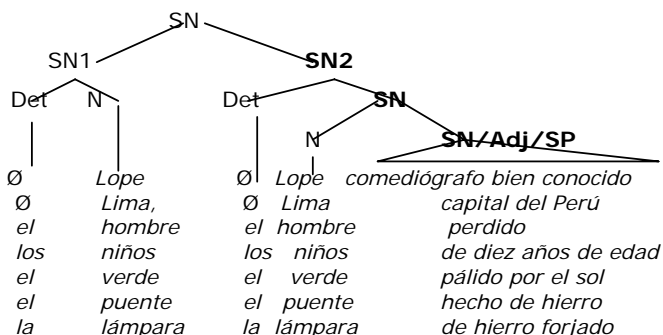 SN
SN1 SN2
Det N Det SN
N SN/Adj/SP
Ø Lope Ø Lope comediógrafo bien conocido
Ø Lima, Ø Lima capital del Perú
el hombre el hombre perdido
los niños los niños de diez años de edad
el verde el verde pálido por el sol
el puente el puente hecho de hierro
la lámpara la lámpara de hierro forjado